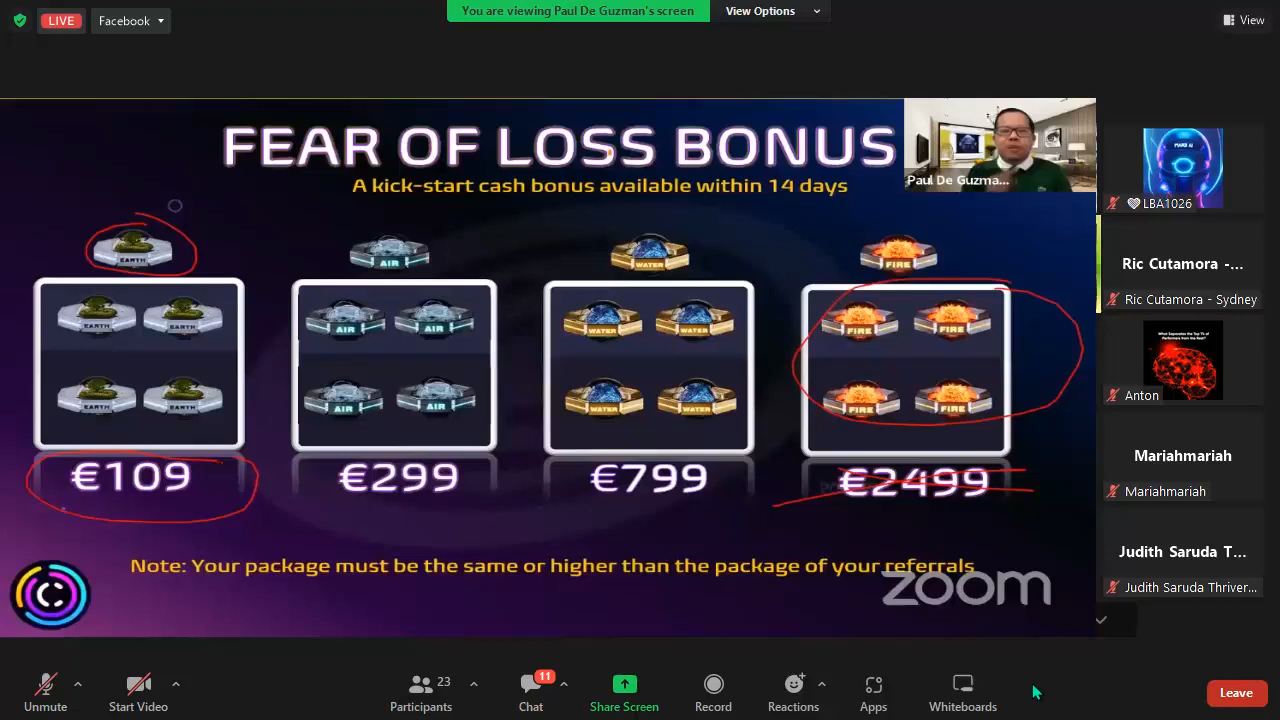 LIVE
Facebook
You are viewing Paul De Guzman's screen
View Options
View
FEAR OF LOSS BONUS
A kick-start cash bonus available within 14 days
Paul De Guzma...
LBA1026
Ric Cutamora -...
Ric Cutamora - Sydney
Anton
Mariahmariah
Mariahmariah
Judith Saruda T...
Judith Saruda Thriver...
EARTH
AIR
WATER
FIRE
EARTH EARTH
EARTH EARTH
AIR AIR
AIR AIR
WATER WATER
WATER WATER
FIRE FIRE
FIRE FIRE
€109
€299
€799
€2499
Note: Your package must be the same or higher than the package of your referrals
zoom
Unmute
Start Video
23
Participants
11
Chat
Share Screen
Record
Reactions
Apps
Whiteboards
Leave